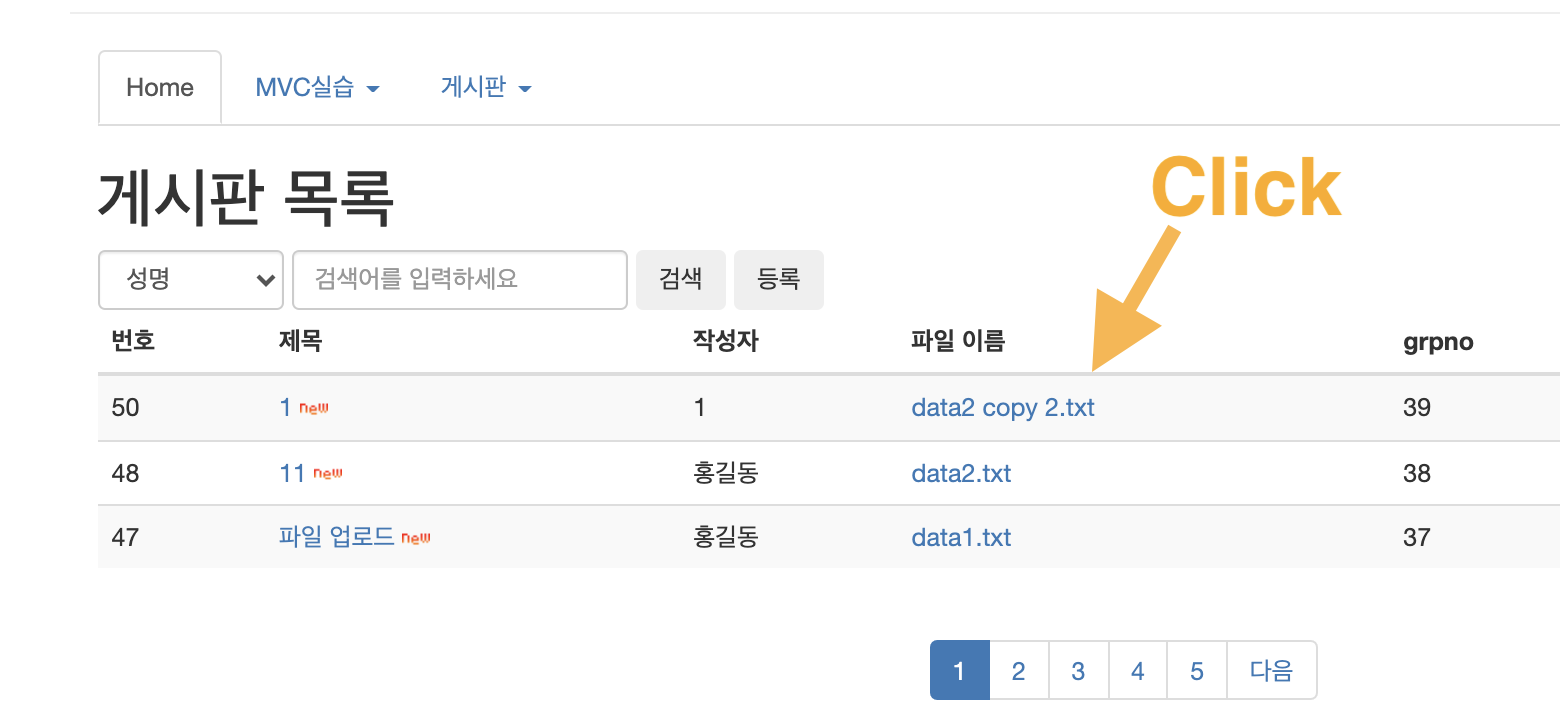 Home MVC실습 게시판
Click
게시판 목록
성명 검색어를 입력하세요 검색 등록
번호 제목 작성자 파일 이름 grpno
50 1 new 1 data2 copy 2.txt 39
48 11 new 홍길동 data2.txt 38
47 파일 업로드 new 홍길동 data1.txt 37
1 2 3 4 5 다음